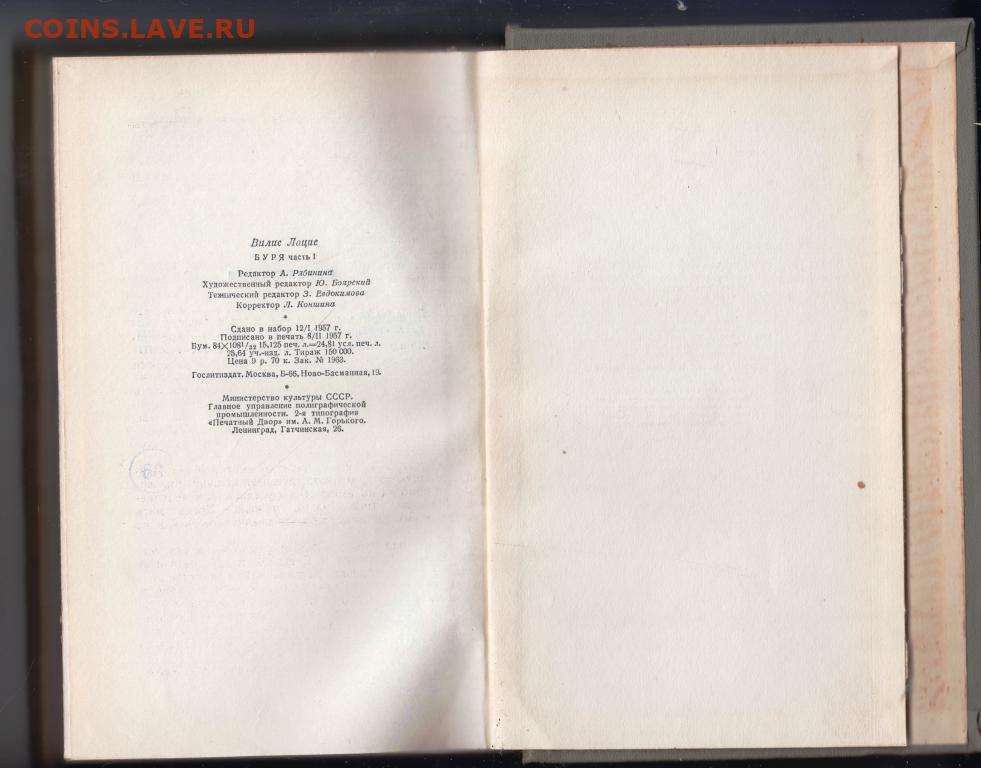 COINS.LAVE.RU
Вилис Лацис
БУРЯ часть I
Редактор А. Рябинина
Художественный редактор Ю. Боярский
Технический редактор З. Евдокимова
Корректор Л. Коншина
*
Сдано в набор 12/I 1957 г.
Подписано в печать 8/II 1957 г.
Бум. 84×108¹/₃₂ 15,125 печ. л.=24,81 усл. печ. л.
25,64 уч.-изд. л. Тираж 150 000.
Цена 9 р. 70 к. Зак. № 1963.
Гослитиздат. Москва, Б-66, Ново-Басманная, 19.
*
Министерство культуры СССР.
Главное управление полиграфической
промышленности. 2-я типография
«Печатный Двор» им. А. М. Горького.
Ленинград, Гатчинская, 26.